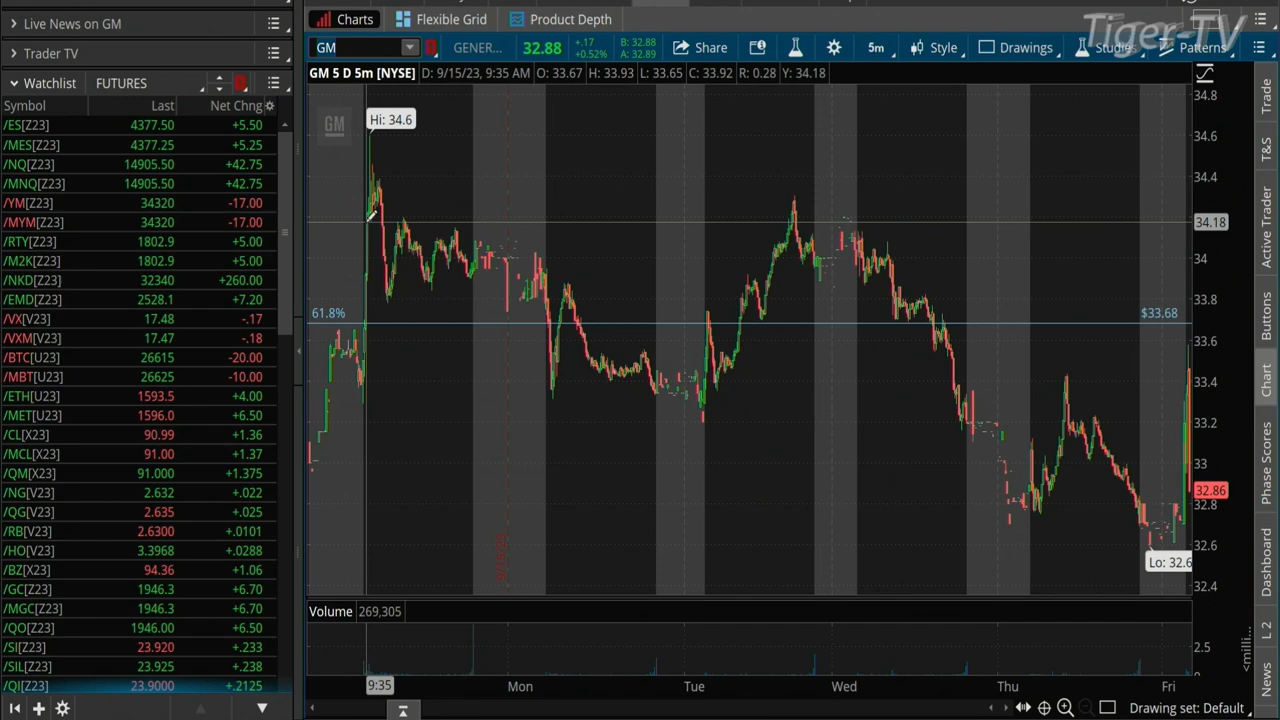 Live News on GM
Trader TV
Watchlist FUTURES
Symbol Last Net Chng
/ES[Z23] 4377.50 +5.50
/MES[Z23] 4377.25 +5.25
/NQ[Z23] 14905.50 +42.75
/MNQ[Z23] 14905.50 +42.75
/YM[Z23] 34320 -17.00
/MYM[Z23] 34320 -17.00
/RTY[Z23] 1802.9 +5.00
/M2K[Z23] 1802.9 +5.00
/NKD[Z23] 32340 +260.00
/EMD[Z23] 2528.1 +7.20
/VX[V23] 17.48 -.17
/VXM[V23] 17.47 -.18
/BTC[U23] 26615 -20.00
/MBT[U23] 26625 -10.00
/ETH[U23] 1593.5 +4.00
/MET[U23] 1596.0 +6.50
/CL[X23] 90.99 +1.36
/MCL[X23] 91.00 +1.37
/QM[X23] 91.000 +1.375
/NG[V23] 2.632 +.022
/QG[V23] 2.635 +.025
/RB[V23] 2.6300 +.0101
/HO[V23] 3.3968 +.0288
/BZ[X23] 94.36 +1.06
/GC[Z23] 1946.3 +6.70
/MGC[Z23] 1946.3 +6.70
/QO[Z23] 1946.00 +6.50
/SI[Z23] 23.920 +.233
/SIL[Z23] 23.925 +.238
/QI[Z23] 23.9000 +.2125
Charts Flexible Grid Product Depth
Tiger-TV
GM GENER... 32.88 +.17 +0.52% B: 32.88 A: 32.89 Share 5m Style Drawings Studies Patterns
GM 5 D 5m [NYSE] D: 9/15/23, 9:35 AM O: 33.67 H: 33.93 L: 33.65 C: 33.92 R: 0.28 Y: 34.18
GM
Hi: 34.6
61.8% $33.68
Lo: 32.6
34.8
34.6
34.4
34.18
34
33.8
33.6
33.4
33.2
33
32.86
32.8
32.6
32.4
Volume 269,305
2.5
<milli...
9:35 Mon Tue Wed Thu Fri
Drawing set: Default
Trade
T&S
Active Trader
Buttons
Chart
Phase Scores
Dashboard
L 2
News